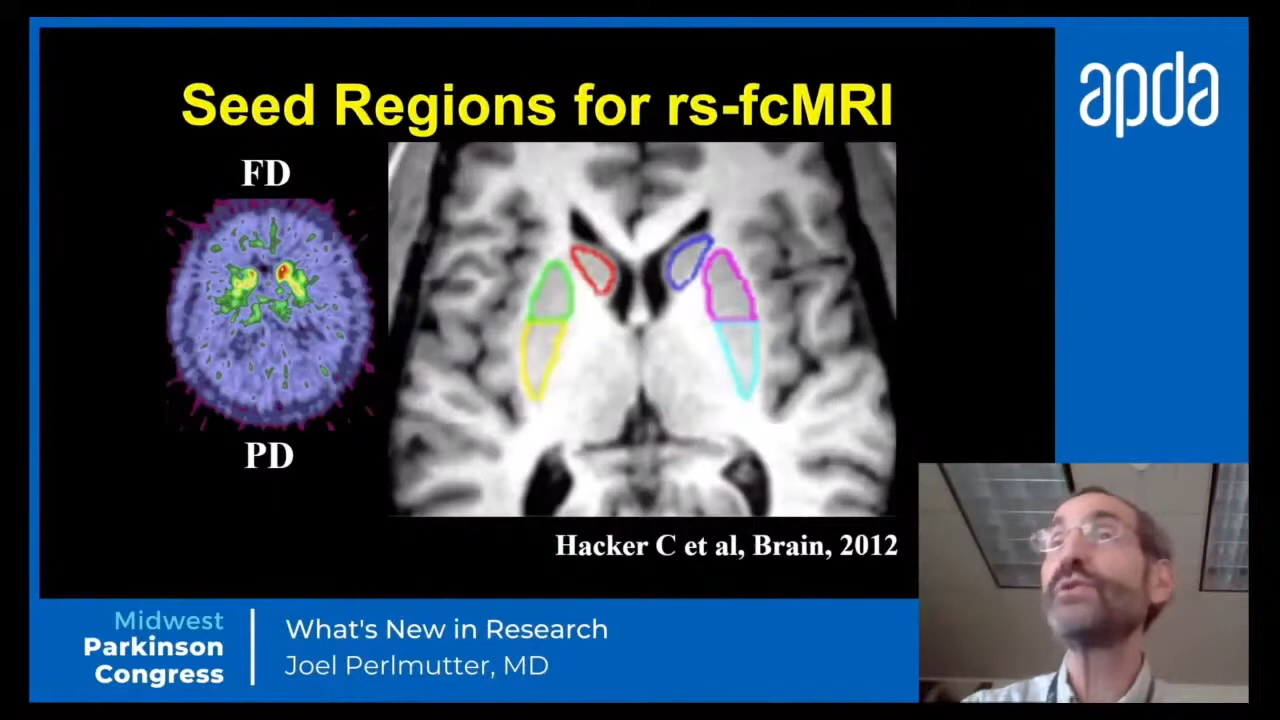 Seed Regions for rs-fcMRI
FD
PD
Hacker C et al, Brain, 2012
apda
Midwest
Parkinson
Congress
What's New in Research
Joel Perlmutter, MD